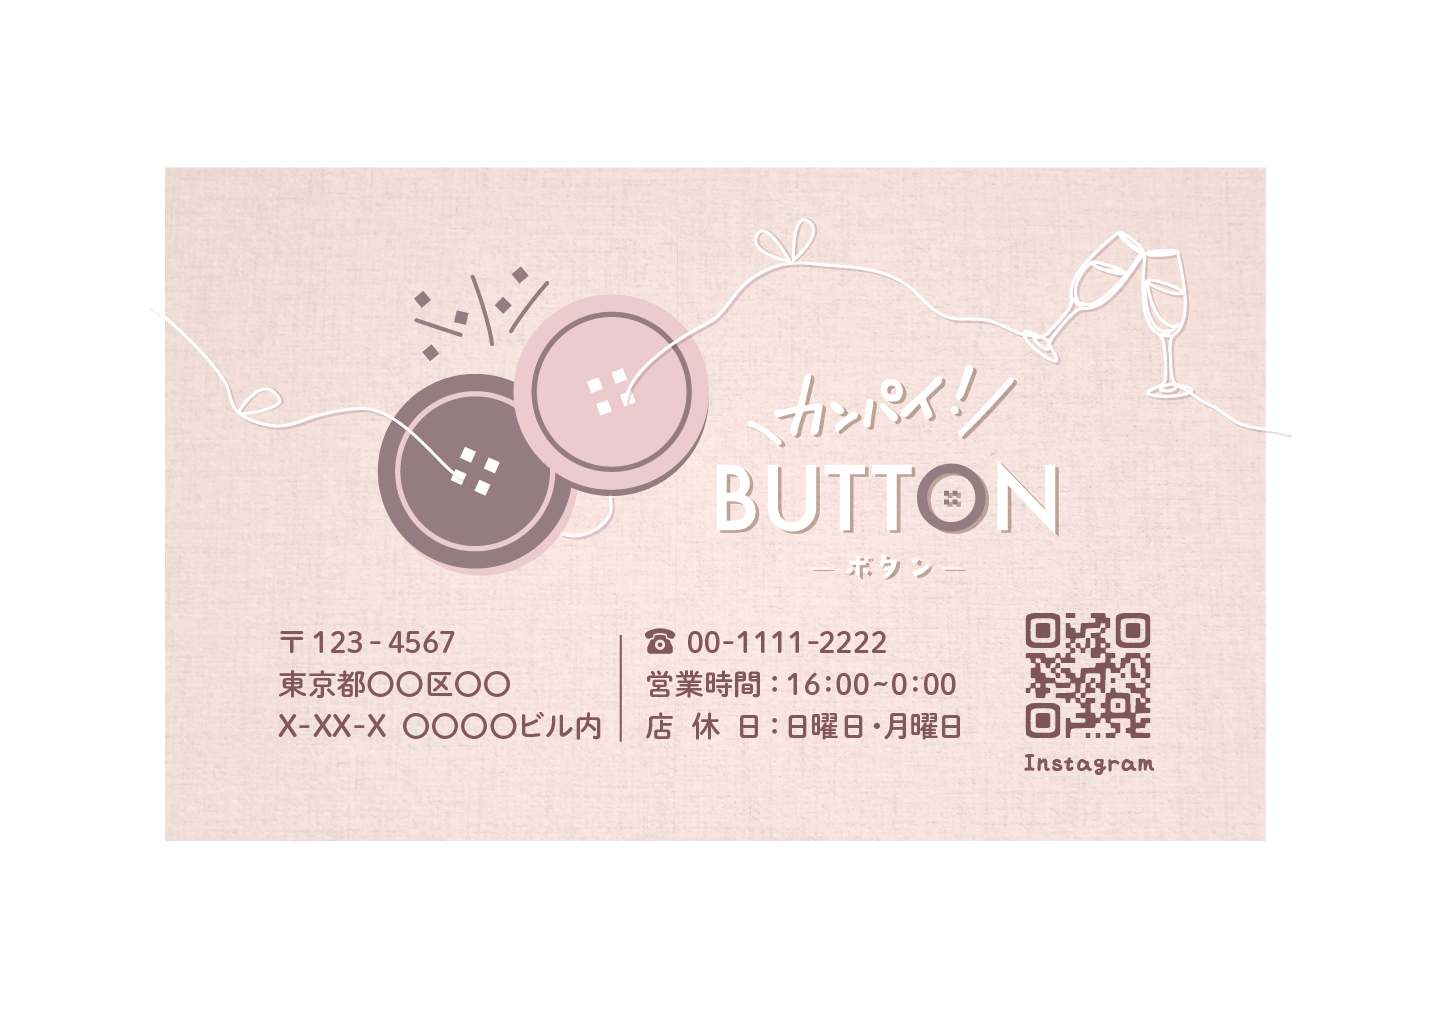 カンパイ!
BUTTON
ーボタンー
〒123-4567
東京都〇〇区〇〇
X-XX-X 〇〇〇〇ビル内
☎ 00-1111-2222
営業時間：16:00~0:00
店休日：日曜日・月曜日
Instagram